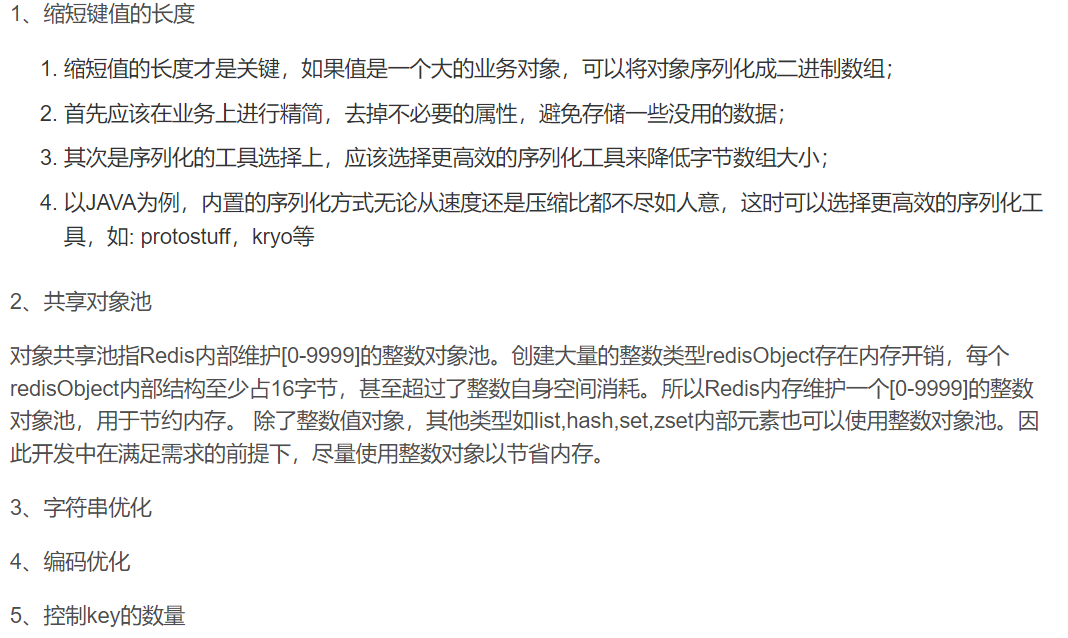 1、缩短键值的长度
1. 缩短值的长度才是关键，如果值是一个大的业务对象，可以将对象序列化成二进制数组；
2. 首先应该在业务上进行精简，去掉不必要的属性，避免存储一些没用的数据；
3. 其次是序列化的工具选择上，应该选择更高效的序列化工具来降低字节数组大小；
4. 以JAVA为例，内置的序列化方式无论从速度还是压缩比都不尽如人意，这时可以选择更高效的序列化工
具，如: protostuff，kryo等
2、共享对象池
对象共享池指Redis内部维护[0-9999]的整数对象池。创建大量的整数类型redisObject存在内存开销，每个
redisObject内部结构至少占16字节，甚至超过了整数自身空间消耗。所以Redis内存维护一个[0-9999]的整数
对象池，用于节约内存。 除了整数值对象，其他类型如list,hash,set,zset内部元素也可以使用整数对象池。因
此开发中在满足需求的前提下，尽量使用整数对象以节省内存。
3、字符串优化
4、编码优化
5、控制key的数量